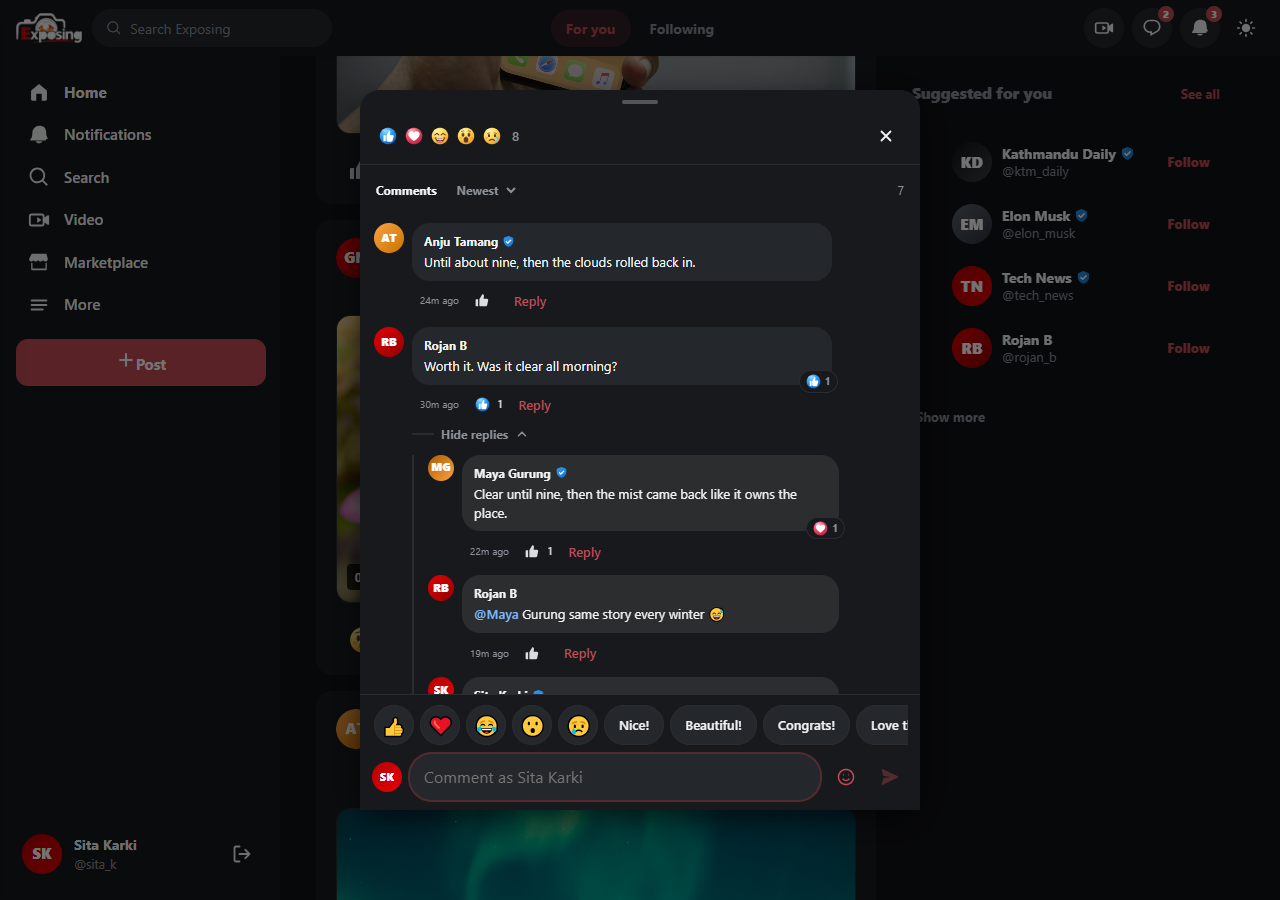 Exposing
Search Exposing
For you
Following
2
3
Home
Notifications
Search
Video
Marketplace
More
+ Post
Sita Karki
@sita_k
SK
8
Comments
Newest
7
AT
Anju Tamang
Until about nine, then the clouds rolled back in.
24m ago
Reply
RB
Rojan B
Worth it. Was it clear all morning?
1
30m ago
1
Reply
Hide replies
MG
Maya Gurung
Clear until nine, then the mist came back like it owns the
place.
1
22m ago
1
Reply
RB
Rojan B
@Maya Gurung same story every winter 😅
19m ago
Reply
SK
Sita Karki
👍 ❤️ 😂 😮 😢
Nice!
Beautiful!
Congrats!
Love
SK
Comment as Sita Karki
Suggested for you
See all
KD
Kathmandu Daily
@ktm_daily
Follow
EM
Elon Musk
@elon_musk
Follow
TN
Tech News
@tech_news
Follow
RB
Rojan B
@rojan_b
Follow
Show more